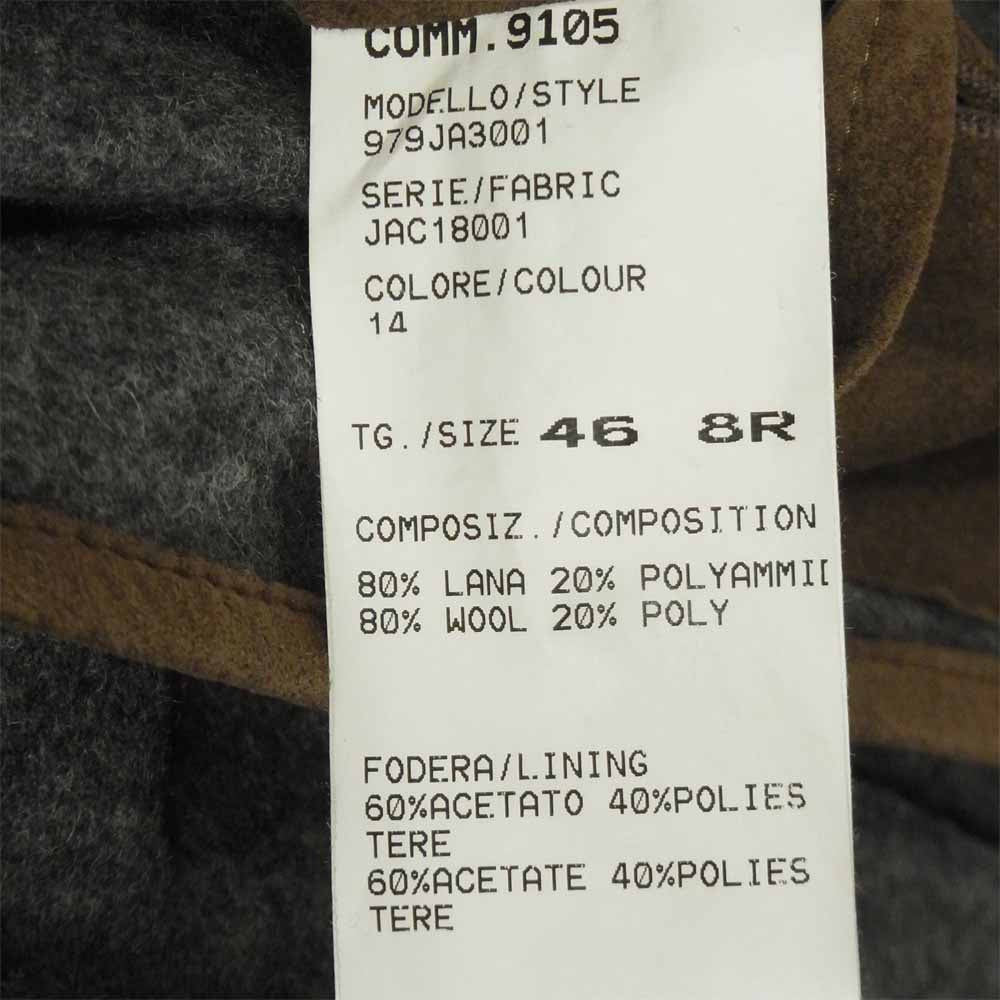 COMM.9105
MODELLO/STYLE
979JA3001
SERIE/FABRIC
JAC18001
COLORE/COLOUR
14
TG./SIZE 46 8R
COMPOSIZ./COMPOSITION
80% LANA 20% POLYAMMID
80% WOOL 20% POLY
FODERA/LINING
60%ACETATO 40%POLIES
TERE
60%ACETATE 40%POLIES
TERE